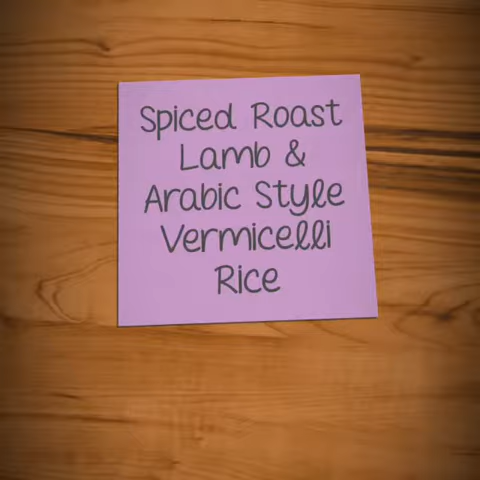 Spiced Roast
Lamb &
Arabic Style
Vermicelli
Rice